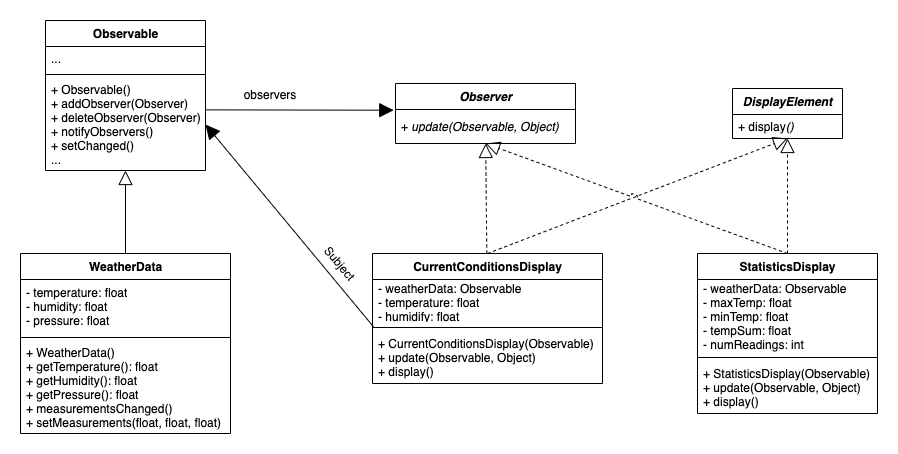 Observable
...
+ Observable()
+ addObserver(Observer)
+ deleteObserver(Observer)
+ notifyObservers()
+ setChanged()
...
observers
Observer
+ update(Observable, Object)
DisplayElement
+ display()
Subject
WeatherData
- temperature: float
- humidity: float
- pressure: float
+ WeatherData()
+ getTemperature(): float
+ getHumidity(): float
+ getPressure(): float
+ measurementsChanged()
+ setMeasurements(float, float, float)
CurrentConditionsDisplay
- weatherData: Observable
- temperature: float
- humidify: float
+ CurrentConditionsDisplay(Observable)
+ update(Observable, Object)
+ display()
StatisticsDisplay
- weatherData: Observable
- maxTemp: float
- minTemp: float
- tempSum: float
- numReadings: int
+ StatisticsDisplay(Observable)
+ update(Observable, Object)
+ display()